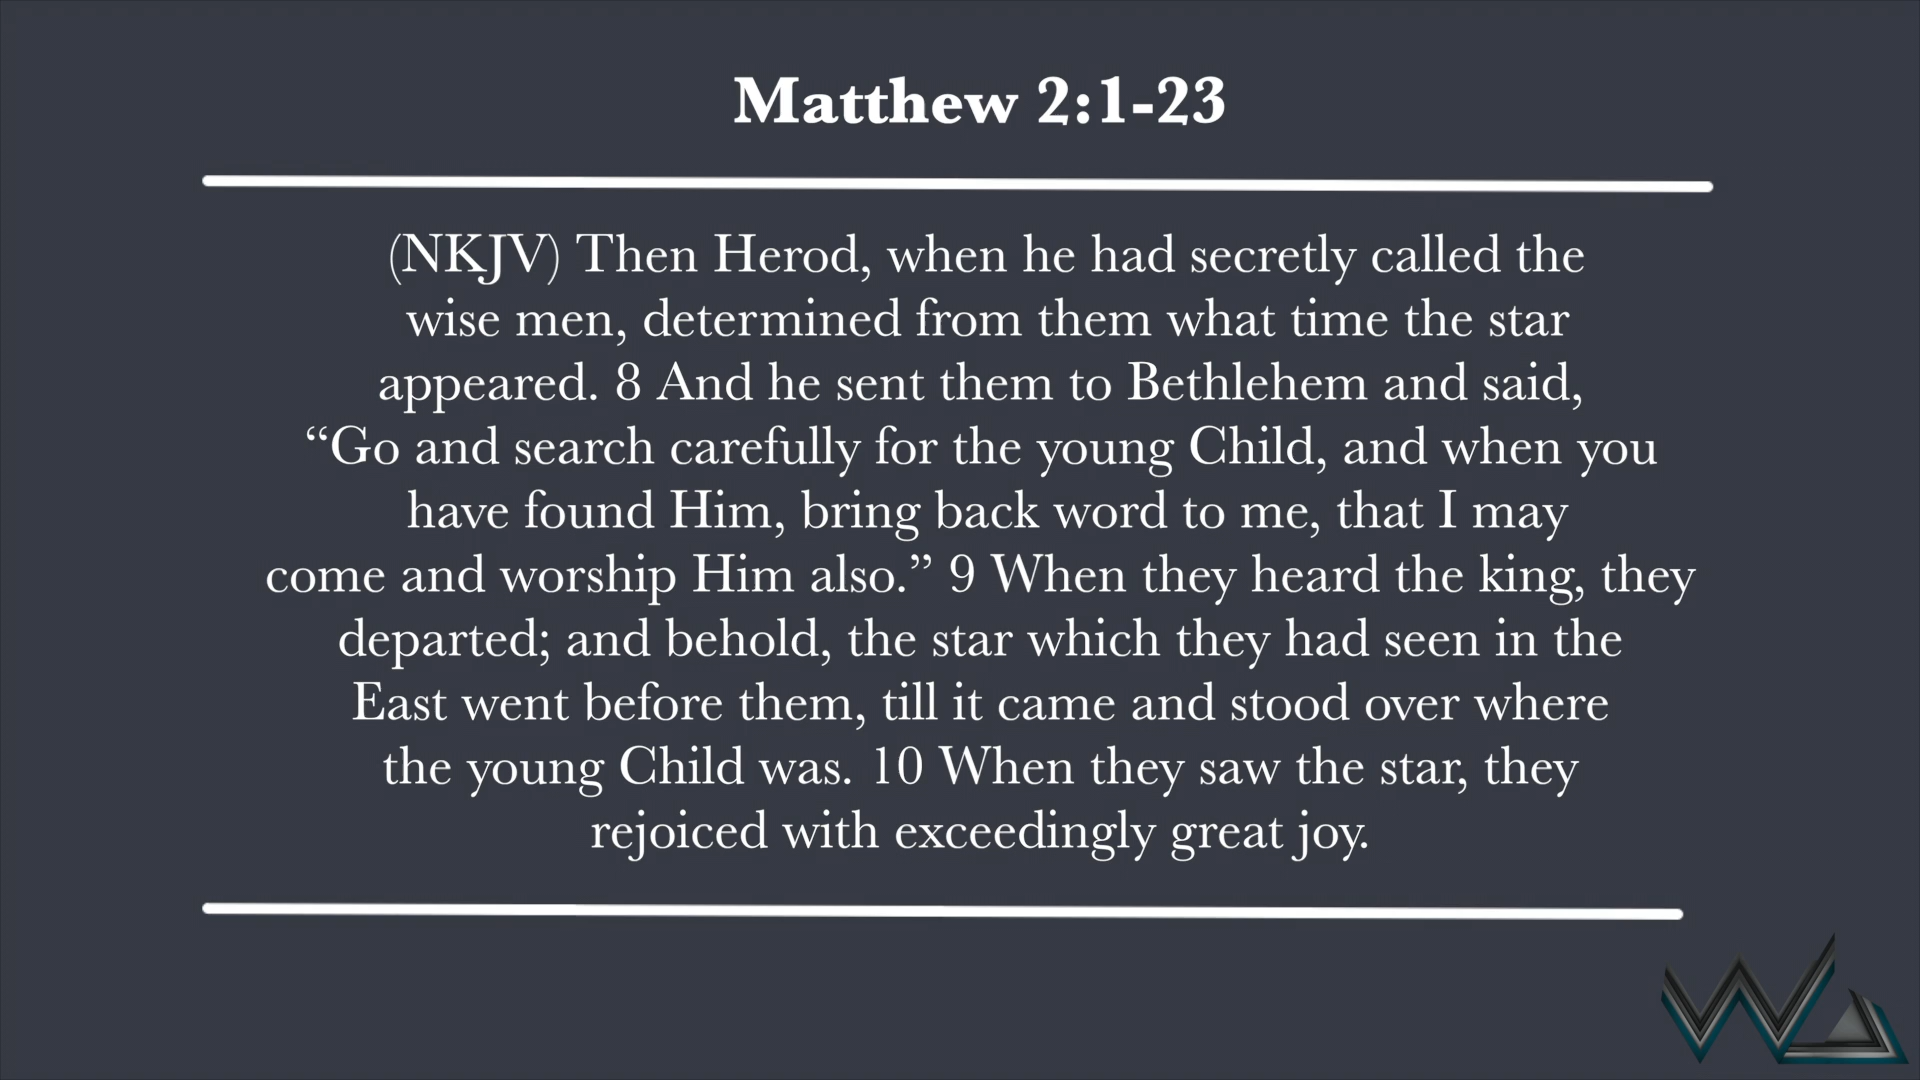 Matthew 2:1-23
(NKJV) Then Herod, when he had secretly called the
wise men, determined from them what time the star
appeared. 8 And he sent them to Bethlehem and said,
“Go and search carefully for the young Child, and when you
have found Him, bring back word to me, that I may
come and worship Him also.” 9 When they heard the king, they
departed; and behold, the star which they had seen in the
East went before them, till it came and stood over where
the young Child was. 10 When they saw the star, they
rejoiced with exceedingly great joy.